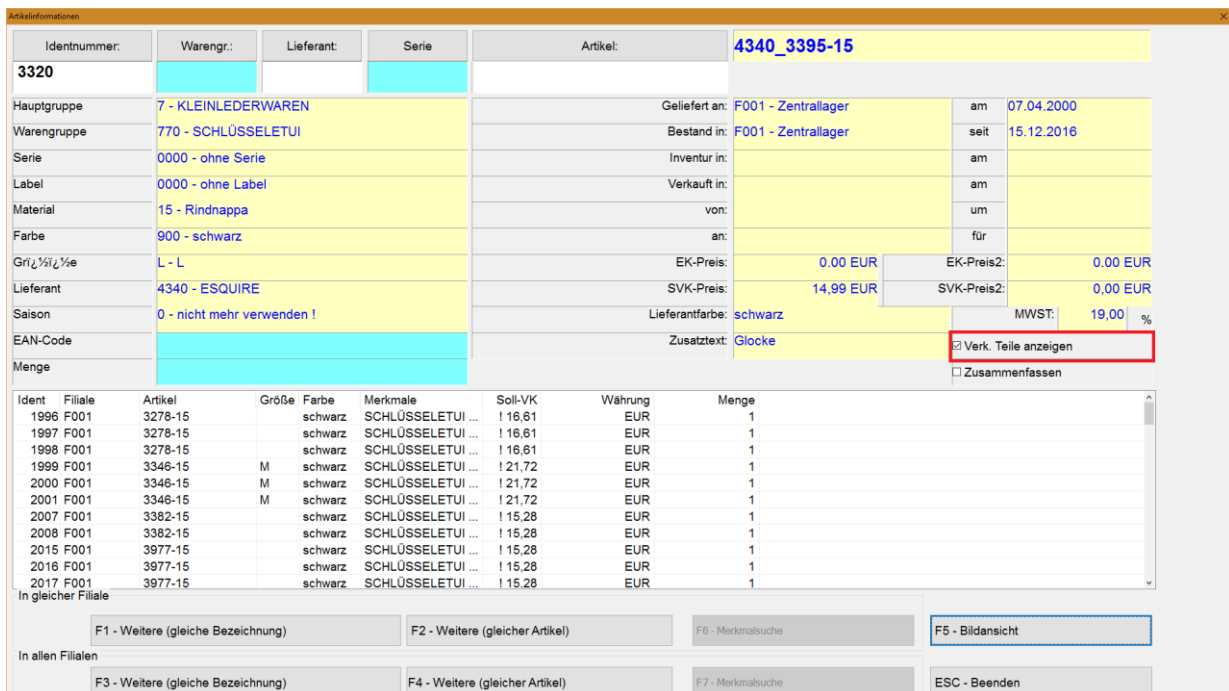 Artikelinformationen
Identnummer: Warengr.: Lieferant: Serie Artikel: 4340_3395-15
3320
Hauptgruppe 7 - KLEINLEDERWAREN Geliefert an: F001 - Zentrallager am 07.04.2000
Warengruppe 770 - SCHLÜSSELETUI Bestand in: F001 - Zentrallager seit 15.12.2016
Serie 0000 - ohne Serie Inventur in: am
Label 0000 - ohne Label Verkauft in: am
Material 15 - Rindnappa von: um
Farbe 900 - schwarz an: für
Grï¿½ï¿½e L - L EK-Preis: 0.00 EUR EK-Preis2: 0.00 EUR
Lieferant 4340 - ESQUIRE SVK-Preis: 14,99 EUR SVK-Preis2: 0,00 EUR
Saison 0 - nicht mehr verwenden ! Lieferantfarbe: schwarz MWST: 19,00 %
EAN-Code Zusatztext: Glocke Verk. Teile anzeigen
Menge Zusammenfassen
Ident Filiale Artikel Größe Farbe Merkmale Soll-VK Währung Menge
1996 F001 3278-15 schwarz SCHLÜSSELETUI ... ! 16,61 EUR 1
1997 F001 3278-15 schwarz SCHLÜSSELETUI ... ! 16,61 EUR 1
1998 F001 3278-15 schwarz SCHLÜSSELETUI ... ! 16,61 EUR 1
1999 F001 3346-15 M schwarz SCHLÜSSELETUI ... ! 21,72 EUR 1
2000 F001 3346-15 M schwarz SCHLÜSSELETUI ... ! 21,72 EUR 1
2001 F001 3346-15 M schwarz SCHLÜSSELETUI ... ! 21,72 EUR 1
2007 F001 3382-15 schwarz SCHLÜSSELETUI ... ! 15,28 EUR 1
2008 F001 3382-15 schwarz SCHLÜSSELETUI ... ! 15,28 EUR 1
2015 F001 3977-15 schwarz SCHLÜSSELETUI ... ! 15,28 EUR 1
2016 F001 3977-15 schwarz SCHLÜSSELETUI ... ! 15,28 EUR 1
2017 F001 3977-15 schwarz SCHLÜSSELETUI ... ! 15,28 EUR 1
In gleicher Filiale
F1 - Weitere (gleiche Bezeichnung) F2 - Weitere (gleicher Artikel) F6 - Merkmalsuche F5 - Bildansicht
In allen Filialen
F3 - Weitere (gleiche Bezeichnung) F4 - Weitere (gleicher Artikel) F7 - Merkmalsuche ESC - Beenden